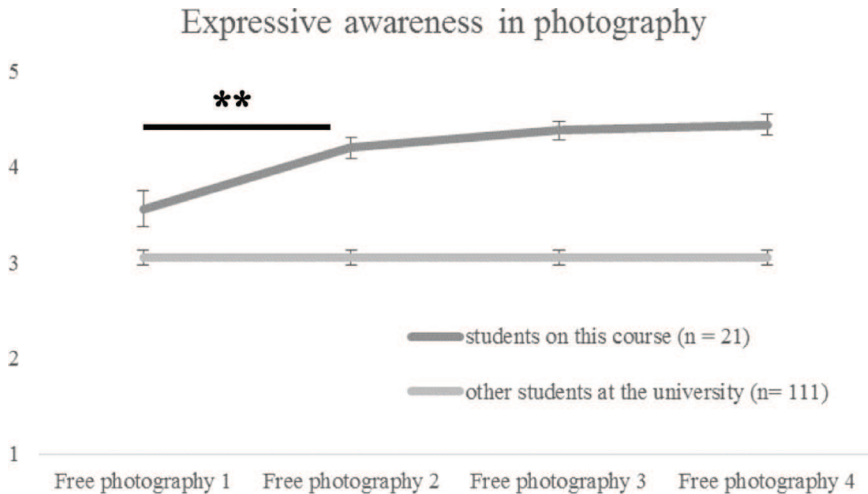 Expressive awareness in photography
5
**
4
3
students on this course (n = 21)
2
other students at the university (n= 111)
1
Free photography 1 Free photography 2 Free photography 3 Free photography 4